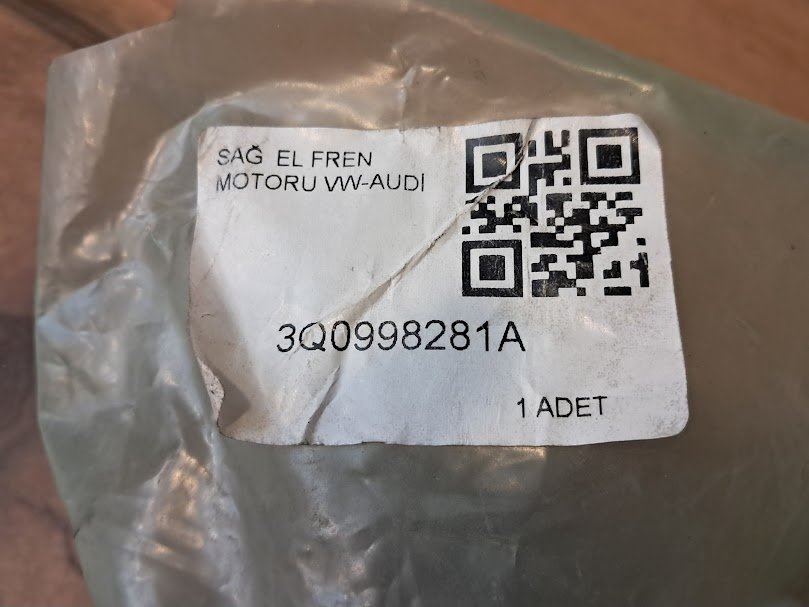 SAĞ EL FREN
MOTORU VW-AUDİ
3Q0998281A
1 ADET